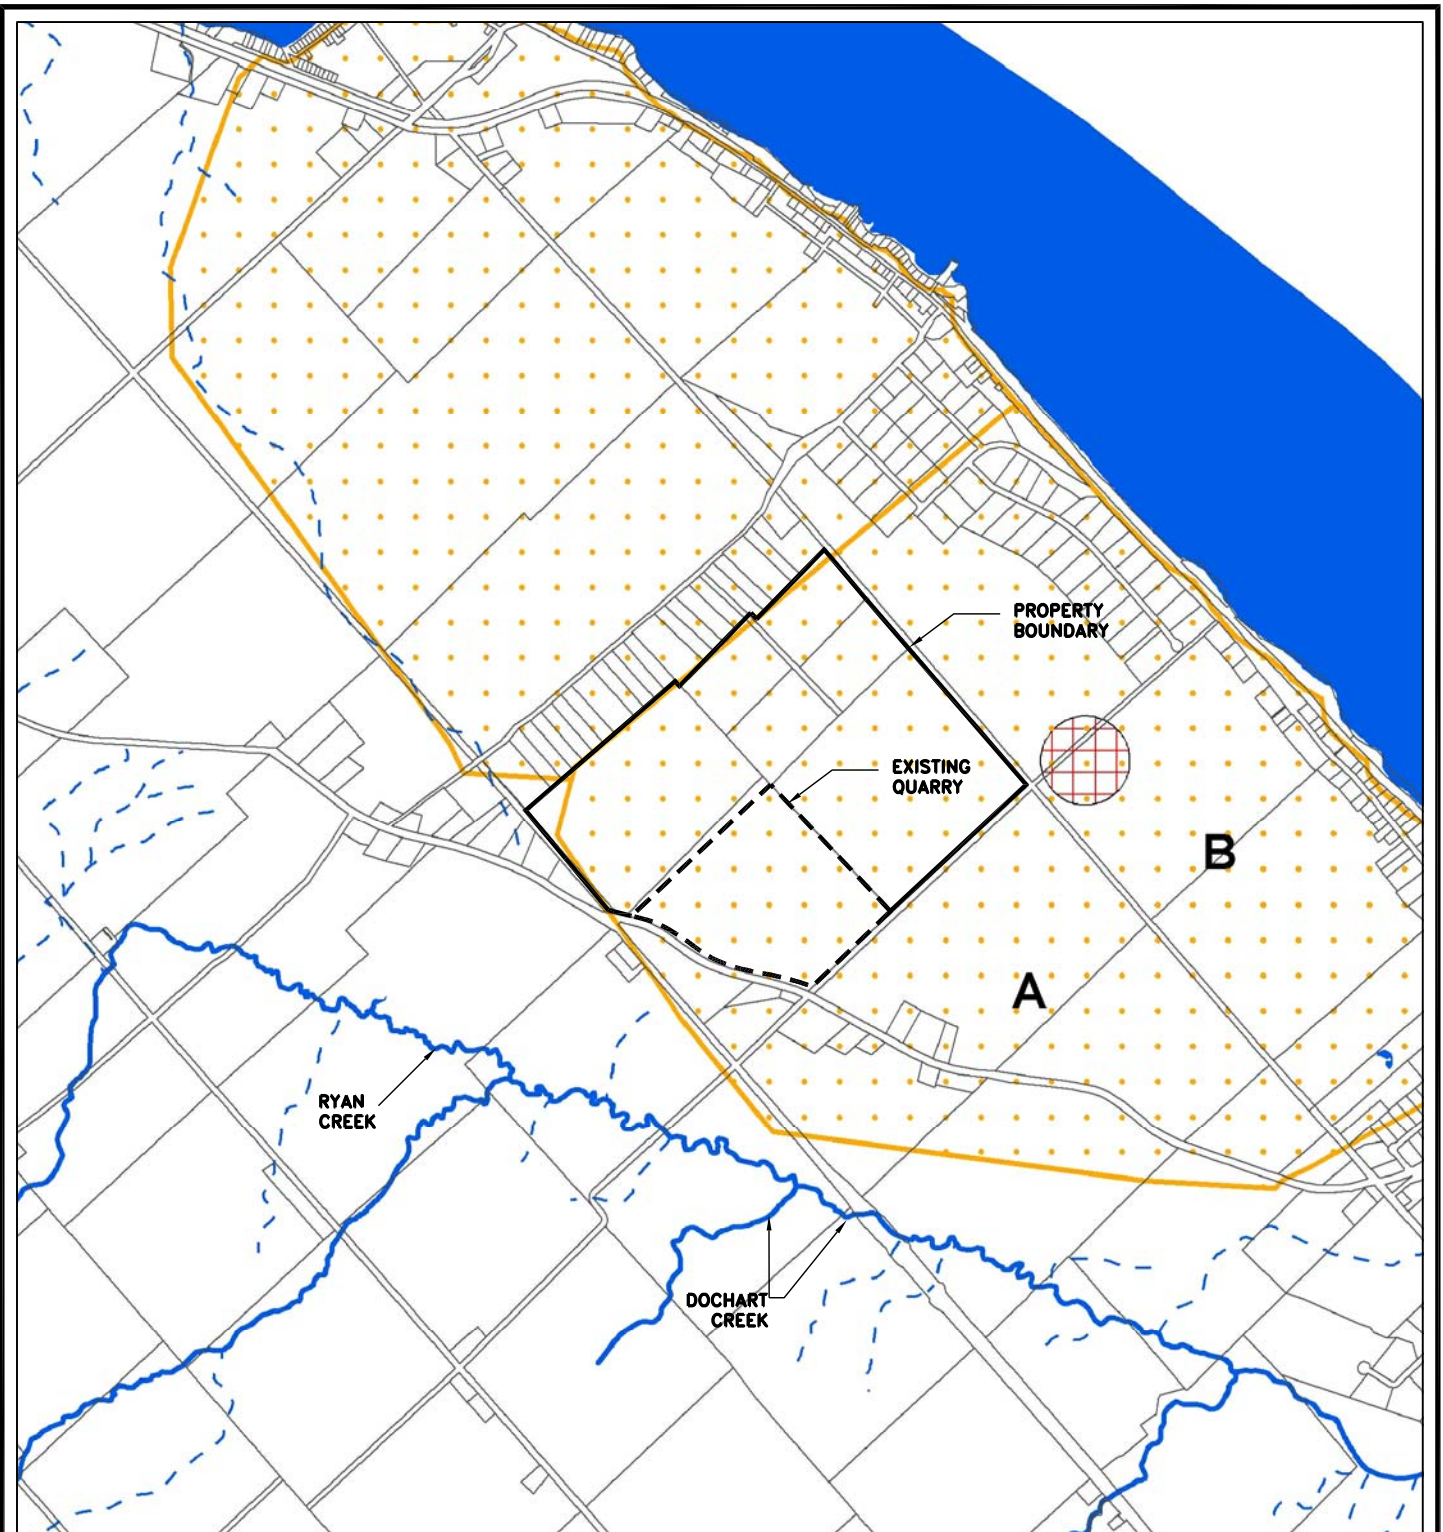 PROPERTY
BOUNDARY
EXISTING
QUARRY
B
A
RYAN
CREEK
DOCHART
CREEK